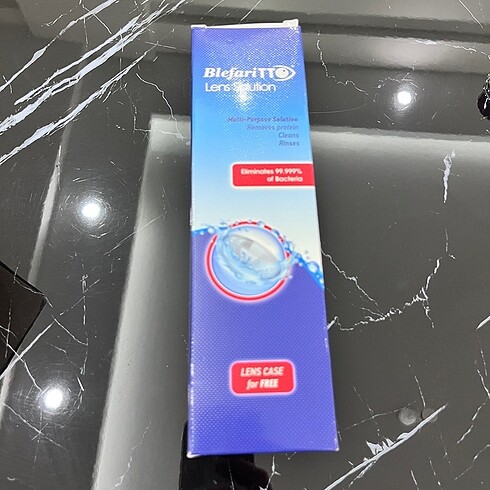 BlefariTTO
Lens Solution
Multi-Purpose Solution
Removes protein
Cleans
Rinses
Eliminates 99.999%
of Bacteria
LENS CASE
for FREE